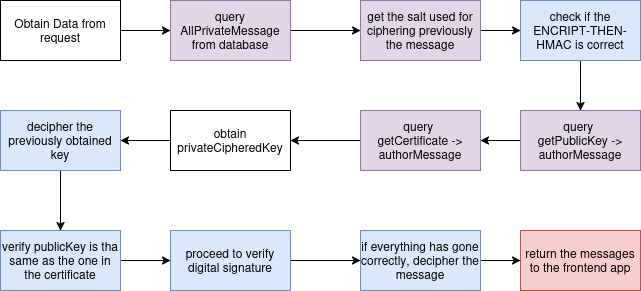 Obtain Data from
request
query
AllPrivateMessage
from database
get the salt used for
ciphering previously
the message
check if the
ENCRIPT-THEN-
HMAC is correct
decipher the
previously obtained
key
obtain
privateCipheredKey
query
getCertificate ->
authorMessage
query
getPublicKey ->
authorMessage
verify publicKey is tha
same as the one in
the certificate
proceed to verify
digital signature
if everything has gone
correctly, decipher the
message
return the messages
to the frontend app